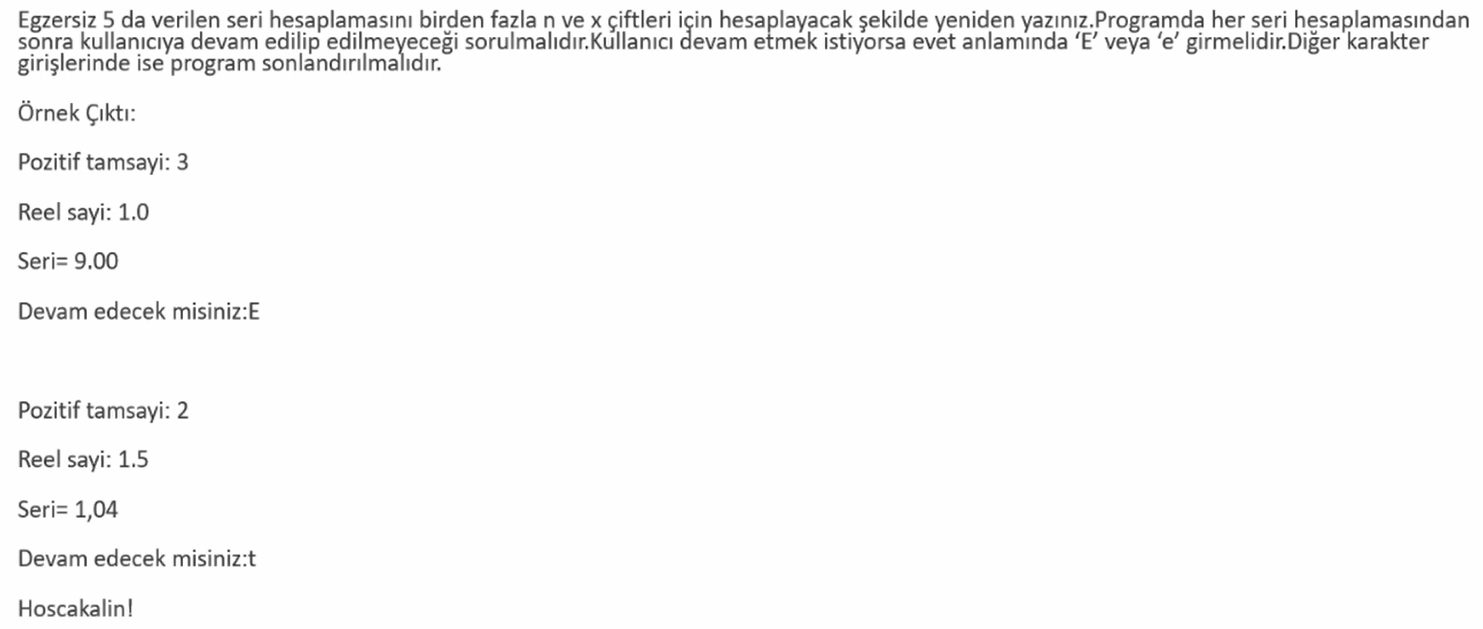 Egzersiz 5 da verilen seri hesaplamasını birden fazla n ve x çiftleri için hesaplayacak şekilde yeniden yazınız.Programda her seri hesaplamasından
sonra kullanıcıya devam edilip edilmeyeceği sorulmalıdır.Kullanıcı devam etmek istiyorsa evet anlamında ‘E’ veya ‘e’ girmelidir.Diğer karakter
girişlerinde ise program sonlandırılmalıdır.
Örnek Çıktı:
Pozitif tamsayi: 3
Reel sayi: 1.0
Seri= 9.00
Devam edecek misiniz:E
Pozitif tamsayi: 2
Reel sayi: 1.5
Seri= 1,04
Devam edecek misiniz:t
Hoscakalin!